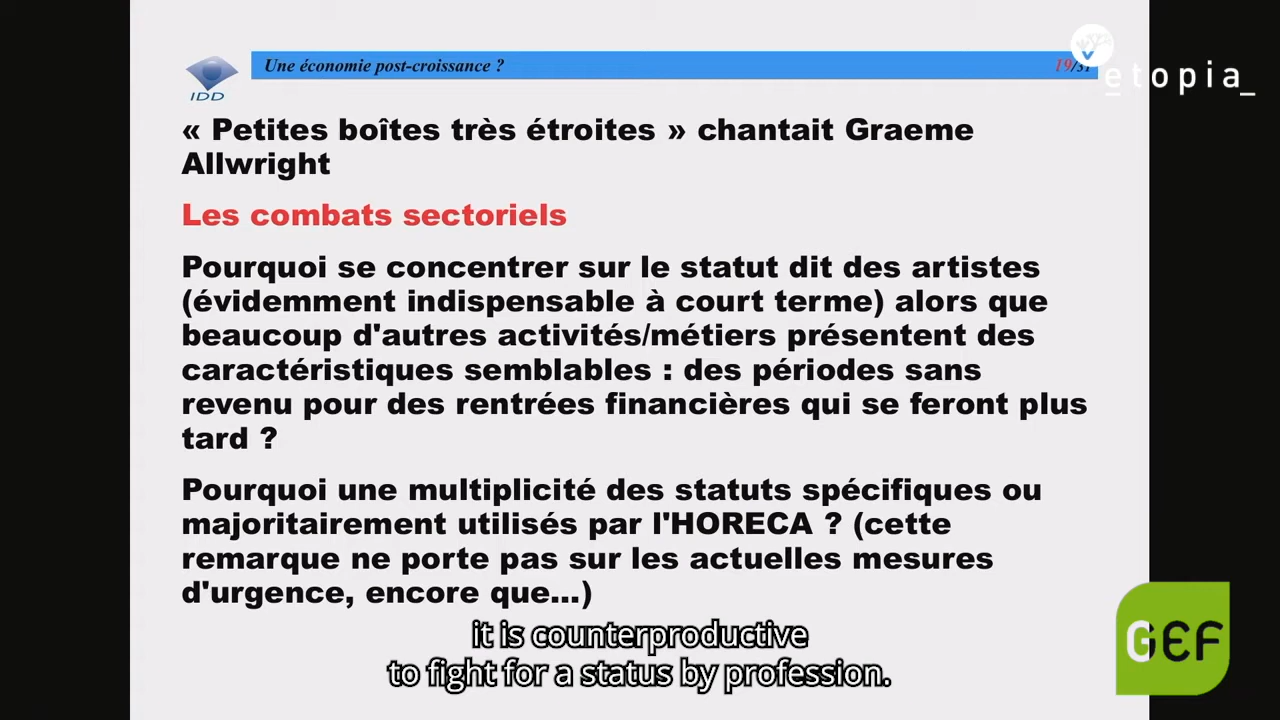 Une économie post-croissance ?
19/31
etopia_
IDD
« Petites boîtes très étroites » chantait Graeme
Allwright
Les combats sectoriels
Pourquoi se concentrer sur le statut dit des artistes
(évidemment indispensable à court terme) alors que
beaucoup d'autres activités/métiers présentent des
caractéristiques semblables : des périodes sans
revenu pour des rentrées financières qui se feront plus
tard ?
Pourquoi une multiplicité des statuts spécifiques ou
majoritairement utilisés par l'HORECA ? (cette
remarque ne porte pas sur les actuelles mesures
d'urgence, encore que...)
it is counterproductive
to fight for a status by profession.
GEF